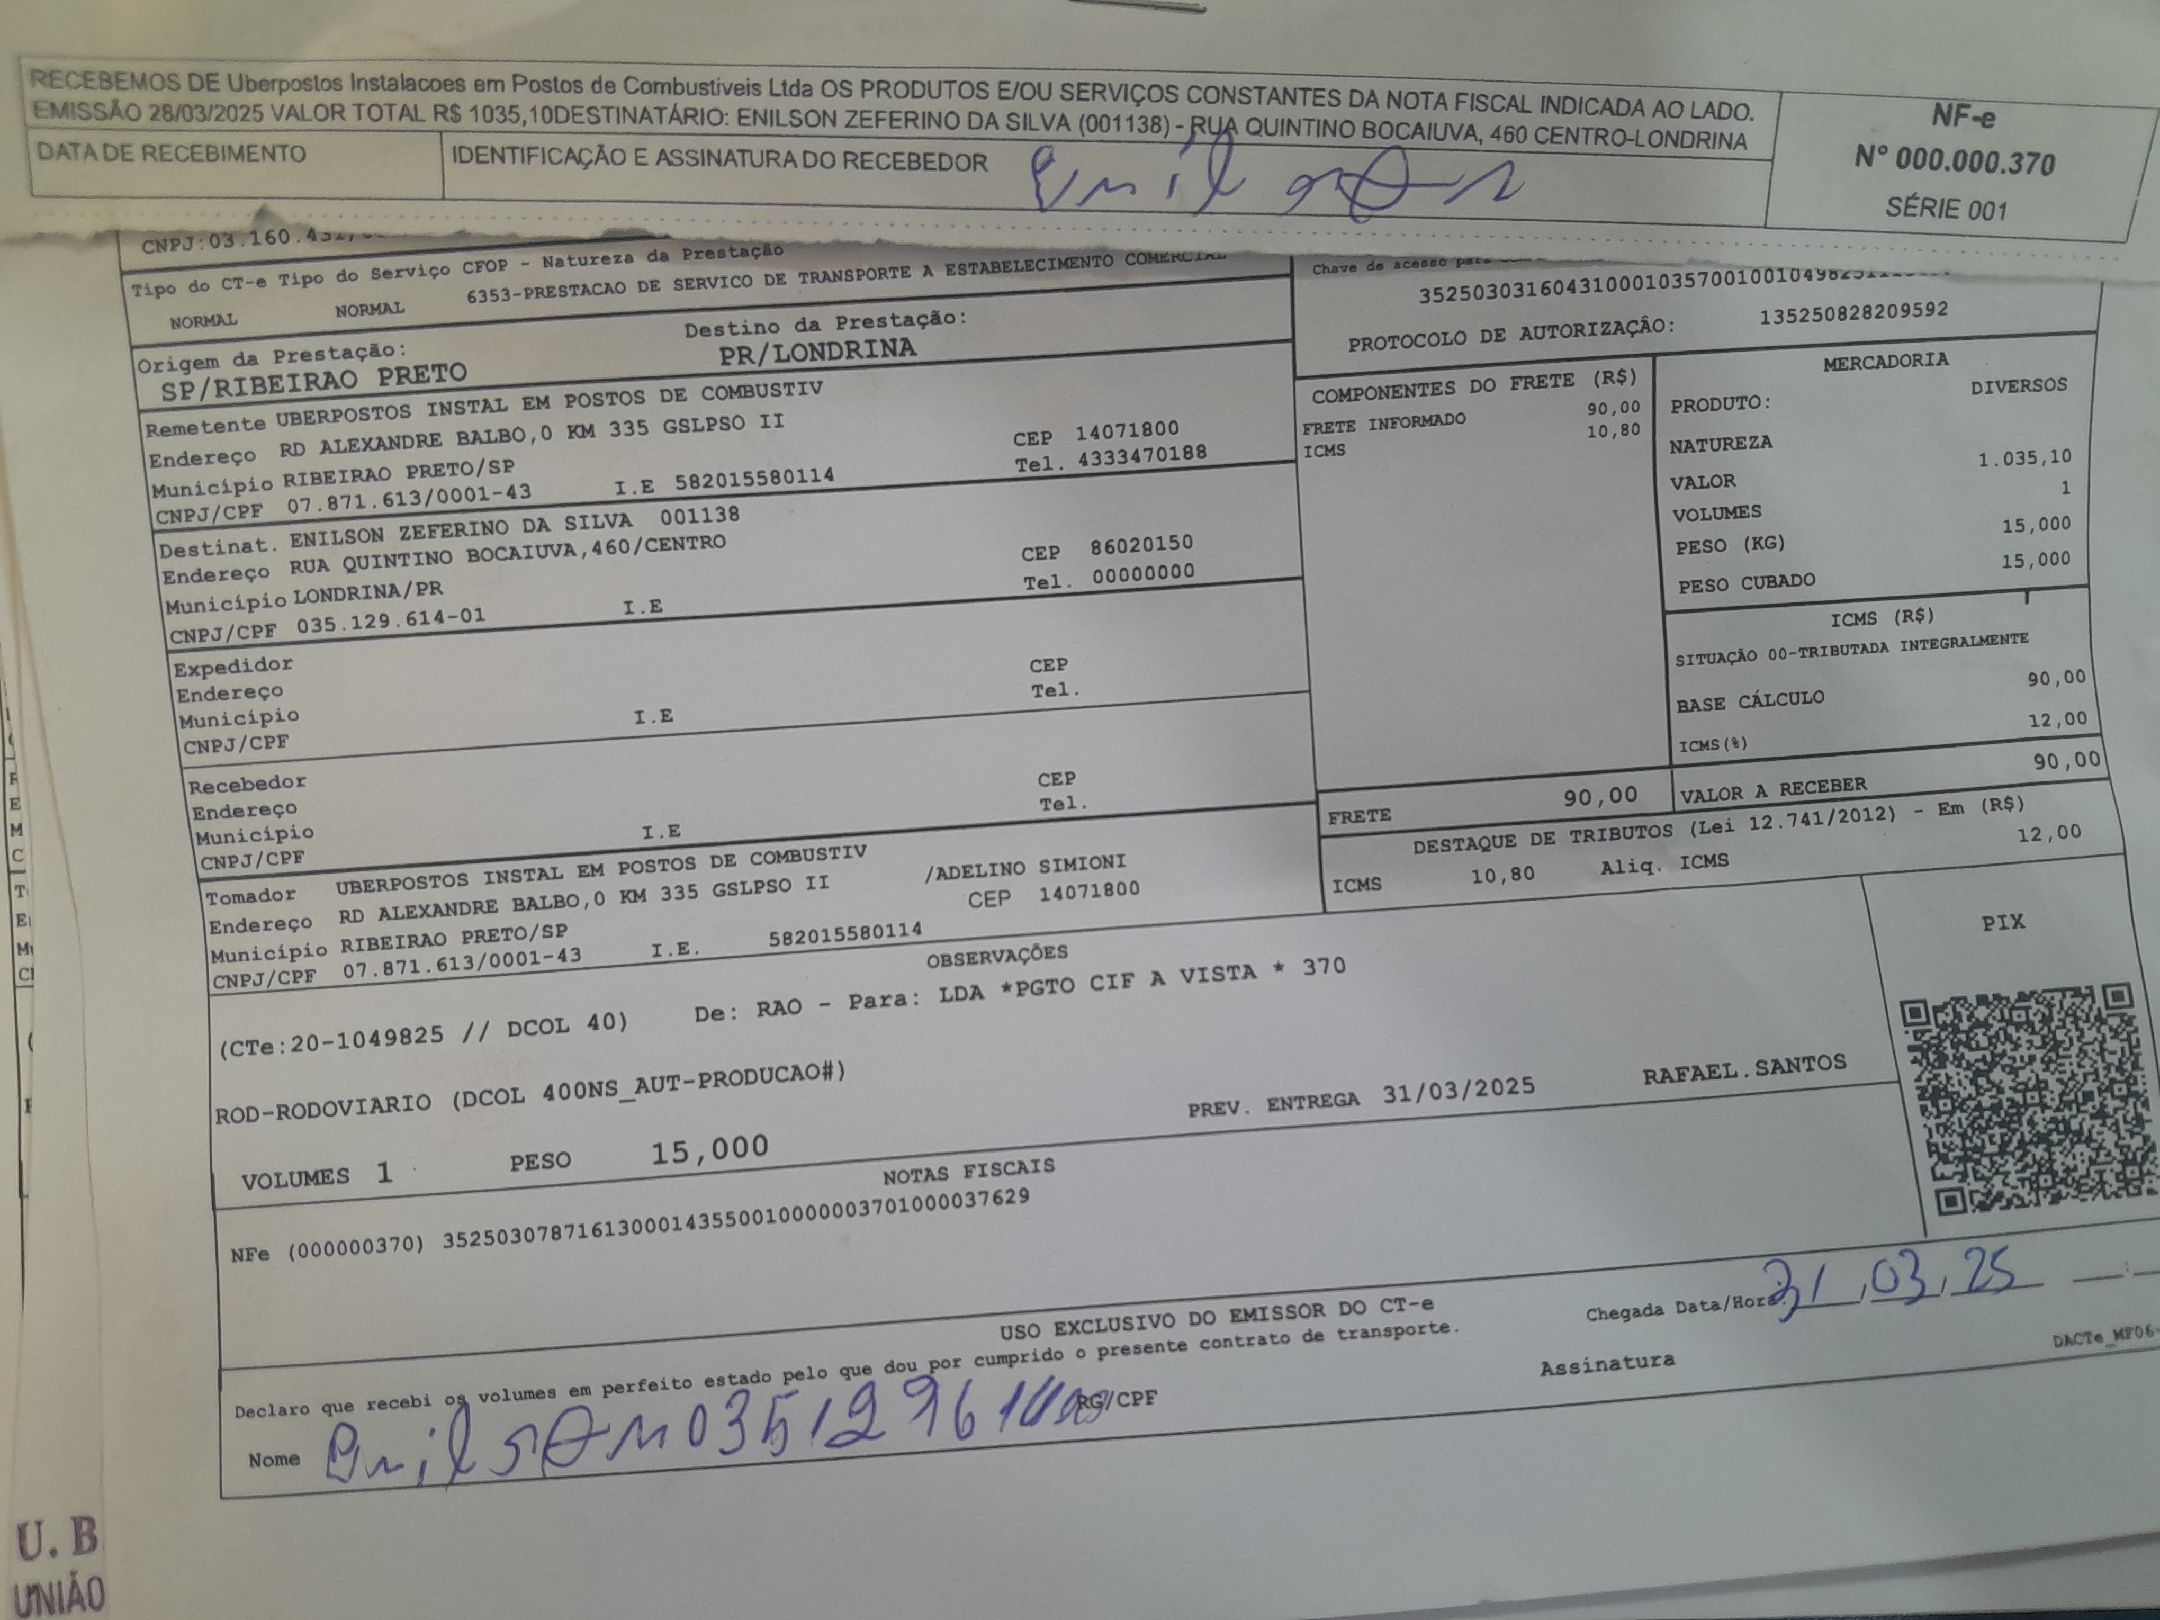 RECEBEMOS DE Uberpostos Instalacoes em Postos de Combustiveis Ltda OS PRODUTOS E/OU SERVIÇOS CONSTANTES DA NOTA FISCAL INDICADA AO LADO.
EMISSÃO 28/03/2025 VALOR TOTAL R$ 1035,10DESTINATÁRIO: ENILSON ZEFERINO DA SILVA (001138) - RUA QUINTINO BOCAIUVA, 460 CENTRO-LONDRINA
DATA DE RECEBIMENTO
IDENTIFICAÇÃO E ASSINATURA DO RECEBEDOR
Enilson
NF-e
Nº 000.000.370
SÉRIE 001
CNPJ:03.160.431
Tipo do CT-e Tipo do Serviço CFOP - Natureza da Prestação
NORMAL NORMAL 6353-PRESTACAO DE SERVICO DE TRANSPORTE A ESTABELECIMENTO COMERCIAL
Chave de acesso para
PROTOCOLO DE AUTORIZAÇÂO: 135250828209592
Origem da Prestação: Destino da Prestação:
SP/RIBEIRAO PRETO PR/LONDRINA
Remetente UBERPOSTOS INSTAL EM POSTOS DE COMBUSTIV
Endereço RD ALEXANDRE BALBO,0 KM 335 GSLPSO II CEP 14071800
Município RIBEIRAO PRETO/SP Tel. 4333470188
CNPJ/CPF 07.871.613/0001-43 I.E 582015580114
Destinat. ENILSON ZEFERINO DA SILVA 001138
Endereço RUA QUINTINO BOCAIUVA,460/CENTRO CEP 86020150
Município LONDRINA/PR Tel. 00000000
CNPJ/CPF 035.129.614-01 I.E
Expedidor CEP
Endereço Tel.
Município I.E
CNPJ/CPF
Recebedor CEP
Endereço Tel.
Município I.E
CNPJ/CPF
Tomador UBERPOSTOS INSTAL EM POSTOS DE COMBUSTIV
Endereço RD ALEXANDRE BALBO,0 KM 335 GSLPSO II /ADELINO SIMIONI
Município RIBEIRAO PRETO/SP CEP 14071800
CNPJ/CPF 07.871.613/0001-43 I.E. 582015580114
COMPONENTES DO FRETE (R$)
FRETE INFORMADO 90,00
ICMS 10,80
MERCADORIA
PRODUTO: DIVERSOS
NATUREZA
VALOR 1.035,10
VOLUMES 1
PESO (KG) 15,000
PESO CUBADO 15,000
ICMS (R$)
SITUAÇÃO 00-TRIBUTADA INTEGRALMENTE
BASE CÁLCULO 90,00
ICMS(%) 12,00
FRETE 90,00 VALOR A RECEBER 90,00
DESTAQUE DE TRIBUTOS (Lei 12.741/2012) - Em (R$)
ICMS 10,80 Aliq. ICMS 12,00
OBSERVAÇÕES
(CTe:20-1049825 // DCOL 40) De: RAO - Para: LDA *PGTO CIF A VISTA * 370
ROD-RODOVIARIO (DCOL 400NS_AUT-PRODUCAO#)
PREV. ENTREGA 31/03/2025 RAFAEL.SANTOS
VOLUMES 1 PESO 15,000
PIX
NOTAS FISCAIS
NFe (000000370) 35250307871613000143550010000003701000037629
USO EXCLUSIVO DO EMISSOR DO CT-e
Declaro que recebi os volumes em perfeito estado pelo que dou por cumprido o presente contrato de transporte.
Chegada Data/Hora 31,03,25
Nome Enilson RG/CPF
Assinatura
DACTe_MF06
U. B
UNIÃO